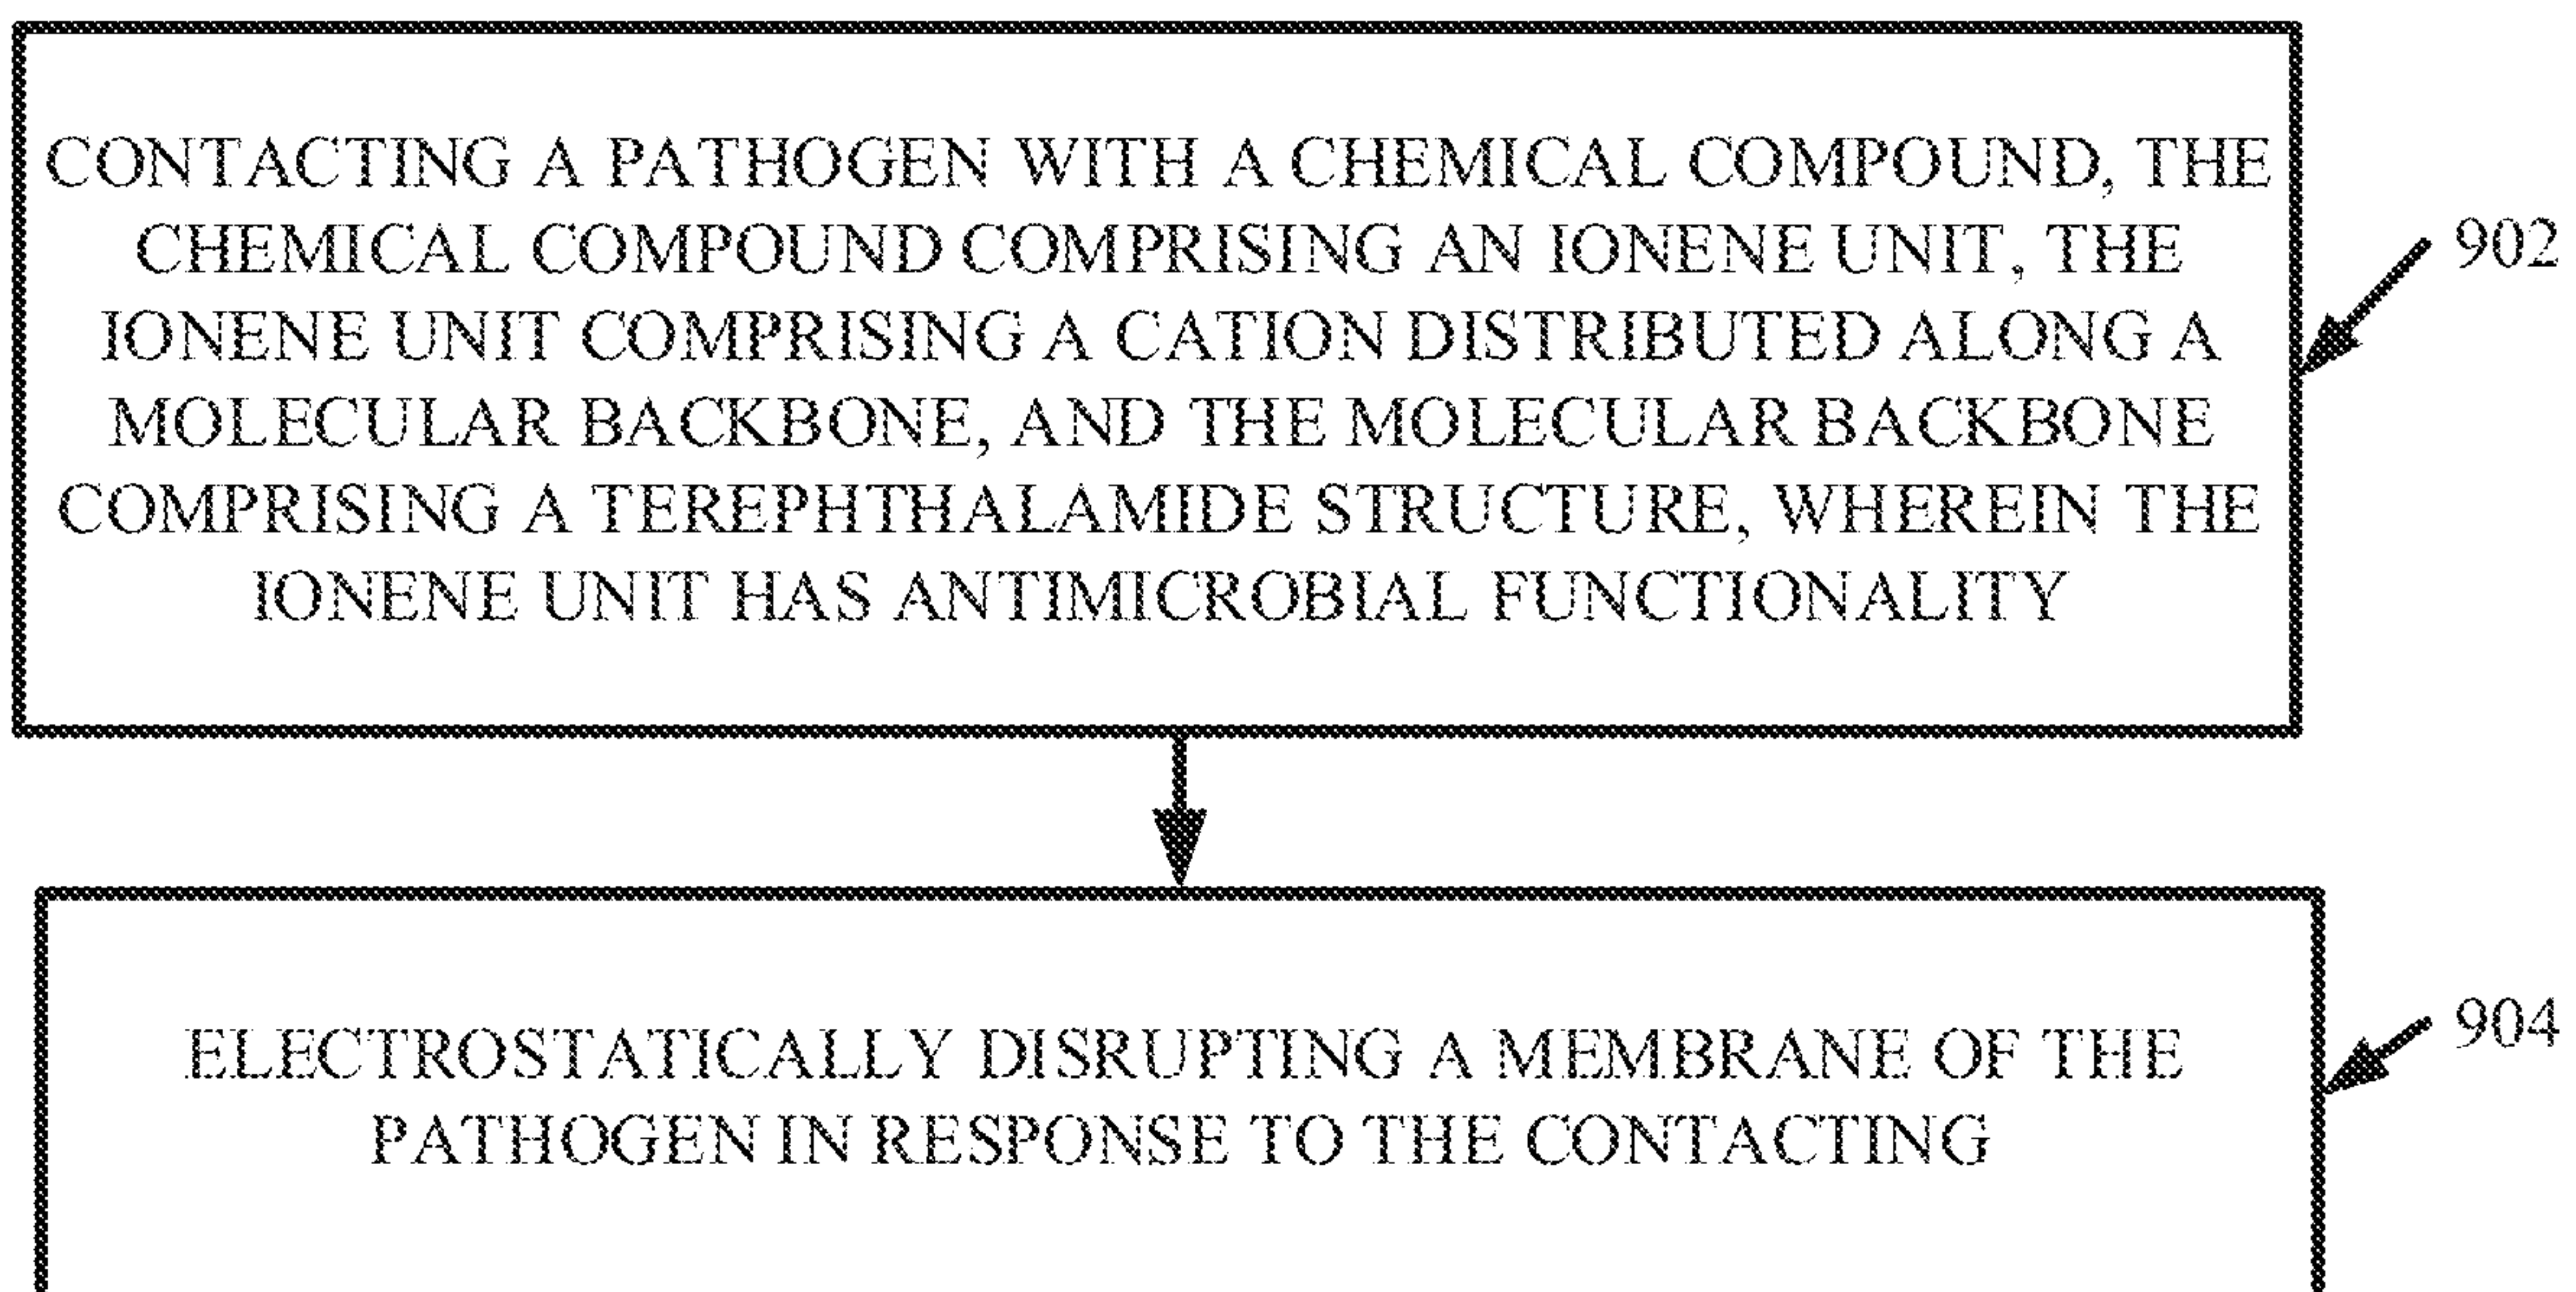 CONTACTING A PATHOGEN WITH A CHEMICAL COMPOUND, THE
CHEMICAL COMPOUND COMPRISING AN IONENE UNIT, THE
IONENE UNIT COMPRISING A CATION DISTRIBUTED ALONG A
MOLECULAR BACKBONE, AND THE MOLECULAR BACKBONE
COMPRISING A TEREPHTHALAMIDE STRUCTURE, WHEREIN THE
IONENE UNIT HAS ANTIMICROBIAL FUNCTIONALITY
902
ELECTROSTATICALLY DISRUPTING A MEMBRANE OF THE
PATHOGEN IN RESPONSE TO THE CONTACTING
904